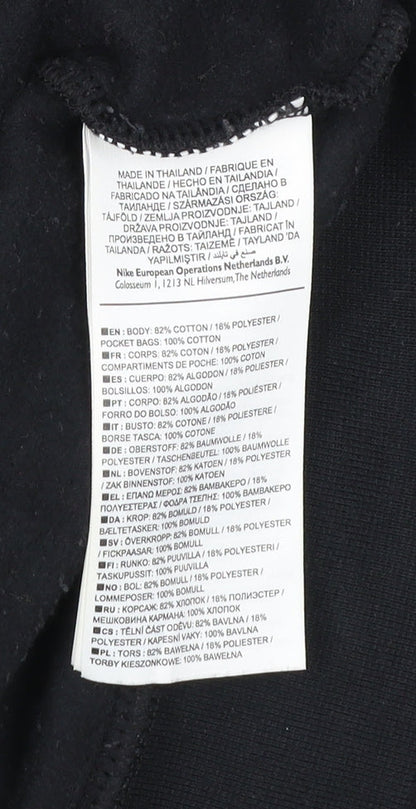 MADE IN THAILAND / FABRIQUE EN
THAILANDE / HECHO EN TAILANDIA /
FABRICADO NA TAILÂNDIA / СДЕЛАНО В
ТАИЛАНДЕ / SZÁRMAZÁSI ORSZÁG:
TÁJFÖLD / ZEMLJA PROIZVODNJE: TAJLAND /
DRŽAVA PROIZVODNJE: TAJLAND /
ПРОИЗВЕДЕНО В ТАЙЛАНД / FABRICAT ÎN
TAILANDA / RAŽOTS: TAIZEMĒ / TAYLAND 'DA
YAPILMIŞTIR / صنع في تايلند
Nike European Operations Netherlands B.V.
Colosseum 1, 1213 NL Hilversum, The Netherlands
EN: BODY: 82% COTTON / 18% POLYESTER /
POCKET BAGS: 100% COTTON
FR: CORPS: 82% COTON / 18% POLYESTER /
COMPARTIMENTS DE POCHE: 100% COTON
ES: CUERPO: 82% ALGODON / 18% POLIESTER /
BOLSILLOS: 100% ALGODON
PT: CORPO: 82% ALGODÃO / 18% POLIÉSTER /
FORRO DO BOLSO: 100% ALGODÃO
IT: BUSTO: 82% COTONE / 18% POLIESTERE /
BORSE TASCA: 100% COTONE
DE: OBERSTOFF: 82% BAUMWOLLE / 18%
POLYESTER / TASCHENBEUTEL: 100% BAUMWOLLE
NL: BOVENSTOF: 82% KATOEN / 18% POLYESTER
/ ZAK BINNENSTOF: 100% KATOEN
EL: ΕΠΑΝΩ ΜΕΡΟΣ: 82% ΒΑΜΒΑΚΕΡΟ / 18%
ΠΟΛΥΕΣΤΕΡΑΣ / ΦΟΔΡΑ ΤΣΕΠΗΣ: 100% ΒΑΜΒΑΚΕΡΟ
DA: KROP: 82% BOMULD / 18% POLYESTER /
BÆLTETASKER: 100% BOMULD
SV: ÖVERKROPP: 82% BOMULL / 18% POLYESTER
/ FICKPAASAR: 100% BOMULL
FI: RUNKO: 82% PUUVILLA / 18% POLYESTERI /
TASKUPUSSIT: 100% PUUVILLA
NO: BOL: 82% BOMULL / 18% POLYESTER /
LOMMEPOSER: 100% BOMULL
RU: КОРСАЖ: 82% ХЛОПОК / 18% ПОЛИЭСТЕР /
МЕШКОВИНА КАРМАНА: 100% ХЛОПОК
CS: TĚLNÍ ČÁST ODĚVU: 82% BAVLNA / 18%
POLYESTER / KAPESNÍ VAKY: 100% BAVLNA
PL: TORS: 82% BAWEŁNA / 18% POLIESTER /
TORBY KIESZONKOWE: 100% BAWEŁNA